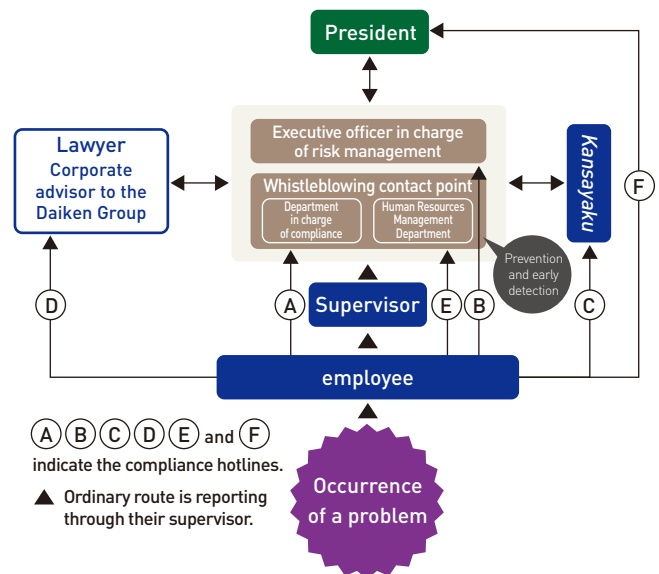 President
Executive officer in charge
of risk management
Lawyer
Corporate
advisor to the
Daiken Group
Whistleblowing contact point
Department
in charge
of compliance
Human Resources
Management
Department
Kansayaku
F
Prevention
and early
detection
D
A
Supervisor
E
B
C
employee
A B C D E and F
indicate the compliance hotlines.
▲ Ordinary route is reporting
through their supervisor.
Occurrence
of a problem